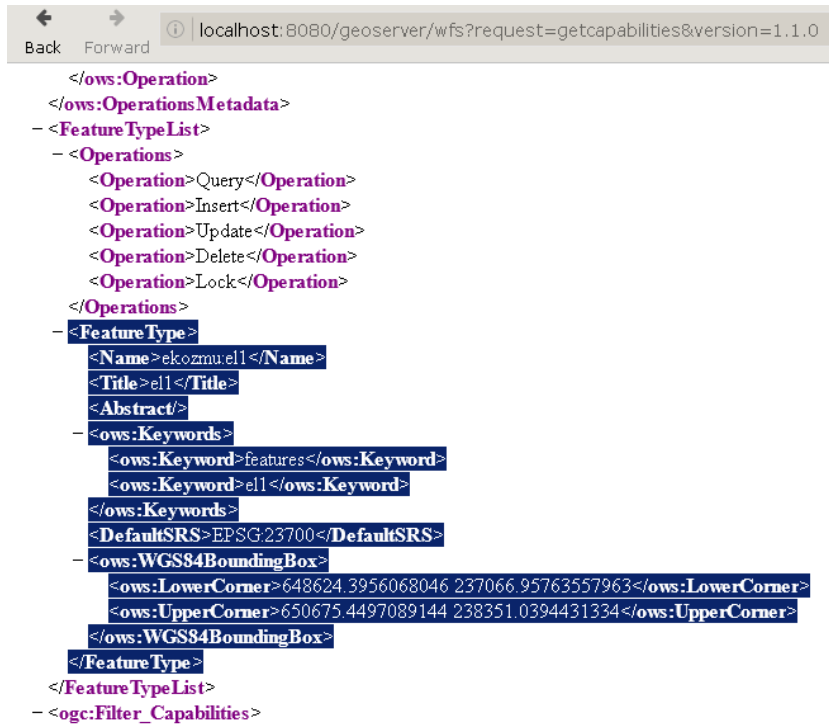 Back Forward localhost:8080/geoserver/wfs?request=getcapabilities&version=1.1.0
</ows:Operation>
</ows:OperationsMetadata>
– <FeatureTypeList>
– <Operations>
<Operation>Query</Operation>
<Operation>Insert</Operation>
<Operation>Update</Operation>
<Operation>Delete</Operation>
<Operation>Lock</Operation>
</Operations>
– <FeatureType>
<Name>ekozmu:el1</Name>
<Title>el1</Title>
<Abstract/>
– <ows:Keywords>
<ows:Keyword>features</ows:Keyword>
<ows:Keyword>el1</ows:Keyword>
</ows:Keywords>
<DefaultSRS>EPSG:23700</DefaultSRS>
– <ows:WGS84BoundingBox>
<ows:LowerCorner>648624.3956068046 237066.95763557963</ows:LowerCorner>
<ows:UpperCorner>650675.4497089144 238351.0394431334</ows:UpperCorner>
</ows:WGS84BoundingBox>
</FeatureType>
</FeatureTypeList>
– <ogc:Filter_Capabilities>